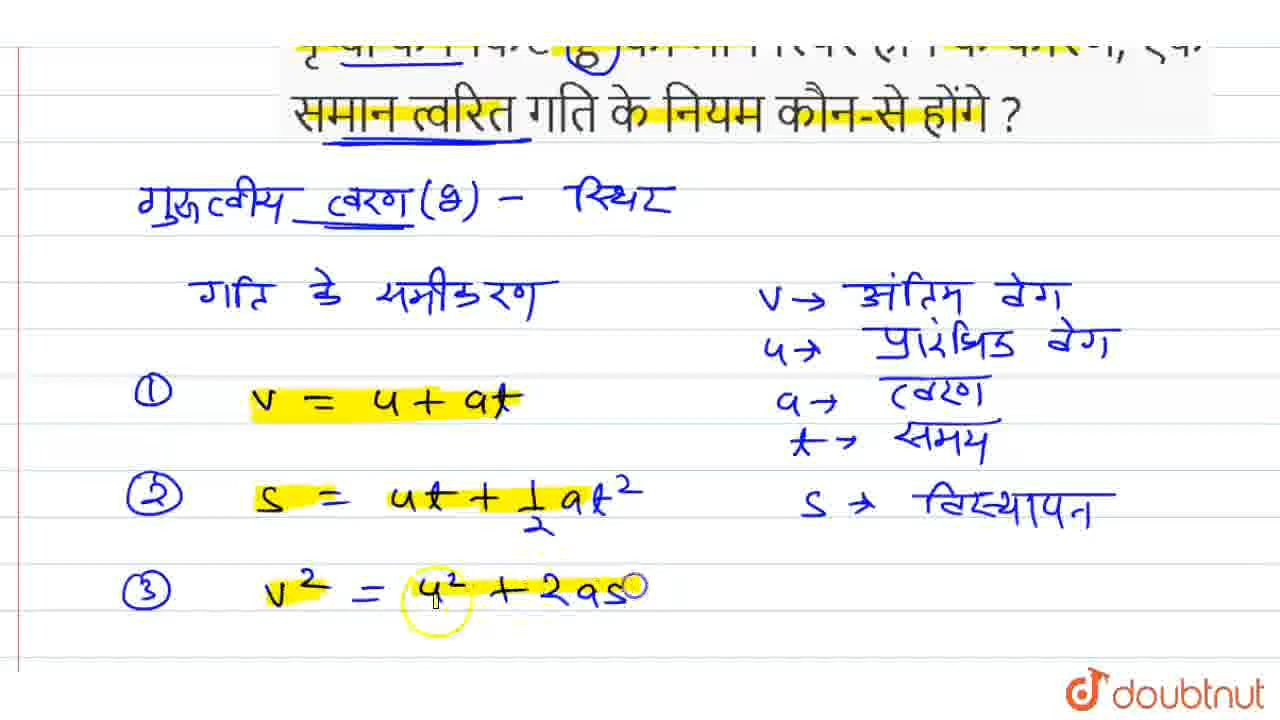 समान त्वरित गति के नियम कौन-से होंगे ?
गुरुत्वीय त्वरण (g) - स्थिर
गति के समीकरण
v → अंतिम वेग
u → प्रारंभिक वेग
① v = u + at
a → त्वरण
t → समय
② s = ut + 1/2 at²
s → विस्थापन
③ v² = u² + 2as
doubtnut